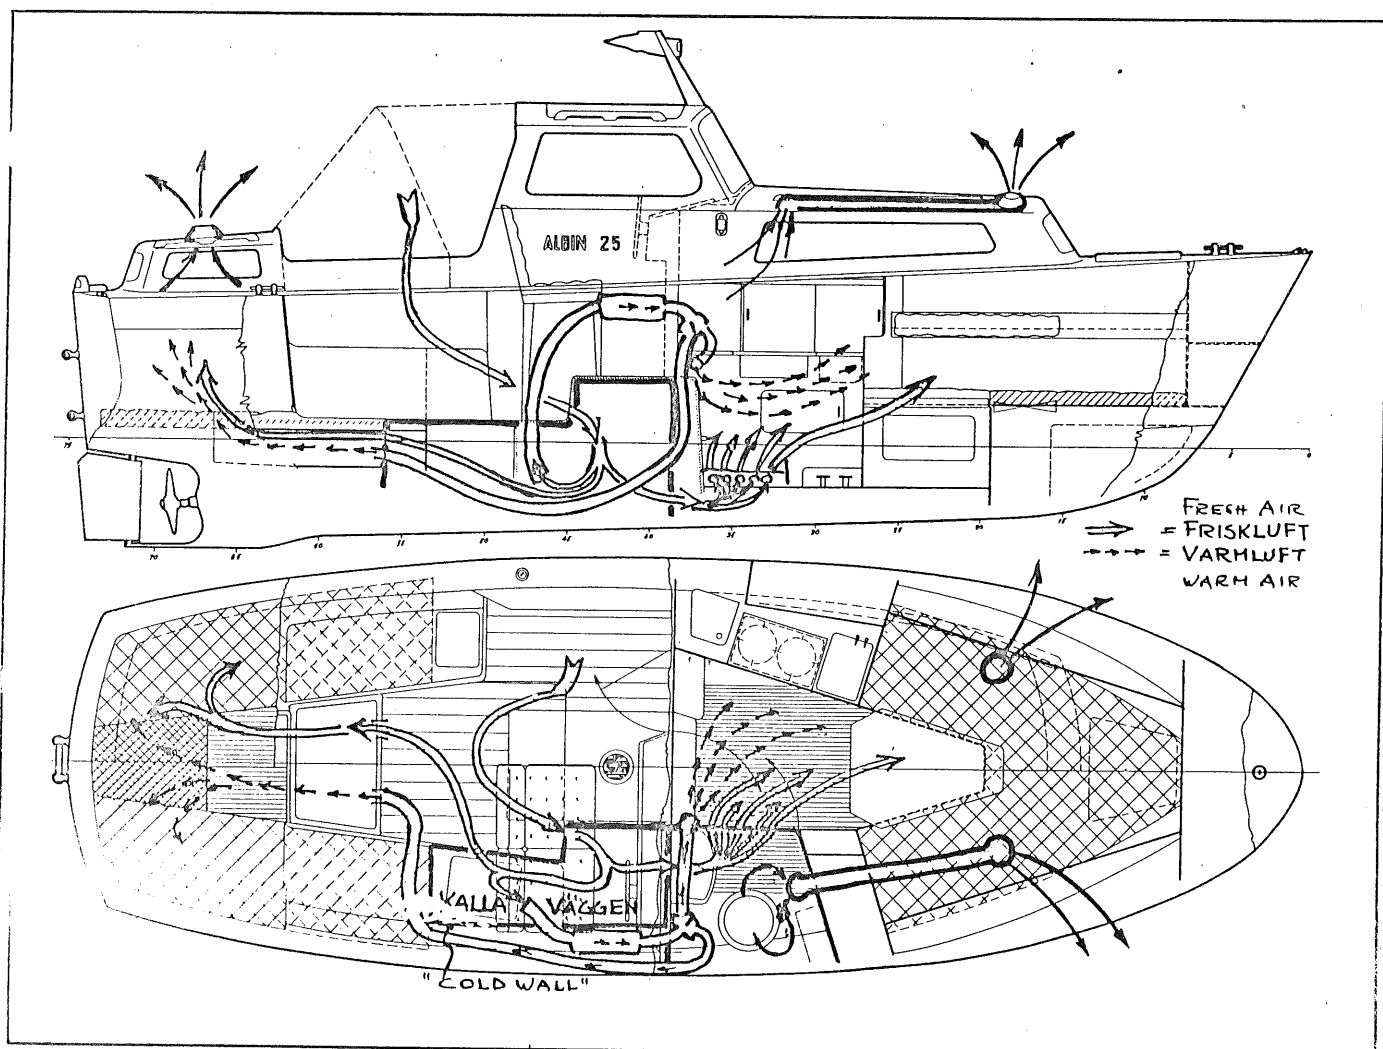 ALBIN 25
FRESH AIR
= FRISKLUFT
= VARMLUFT
WARM AIR
KALLA VÄGGEN
"COLD WALL"